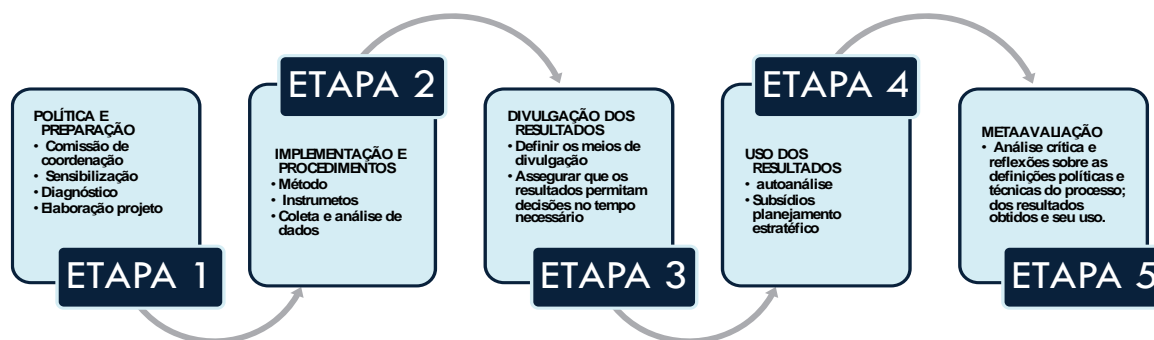 POLÍTICA E
PREPARAÇÃO
• Comissão de
coordenação
• Sensibilização
• Diagnóstico
• Elaboração projeto
ETAPA 1
ETAPA 2
IMPLEMENTAÇÃO E
PROCEDIMENTOS
• Método
• Instrumetos
• Coleta e análise de
dados
DIVULGAÇÃO DOS
RESULTADOS
• Definir os meios de
divulgação
• Assegurar que os
resultados permitam
decisões no tempo
necessário
ETAPA 3
ETAPA 4
USO DOS
RESULTADOS
• autoanálise
• Subsídios
planejamento
estratéfico
METAAVALIAÇÃO
• Análise crítica e
reflexões sobre as
definições políticas e
técnicas do processo;
dos resultados
obtidos e seu uso.
ETAPA 5